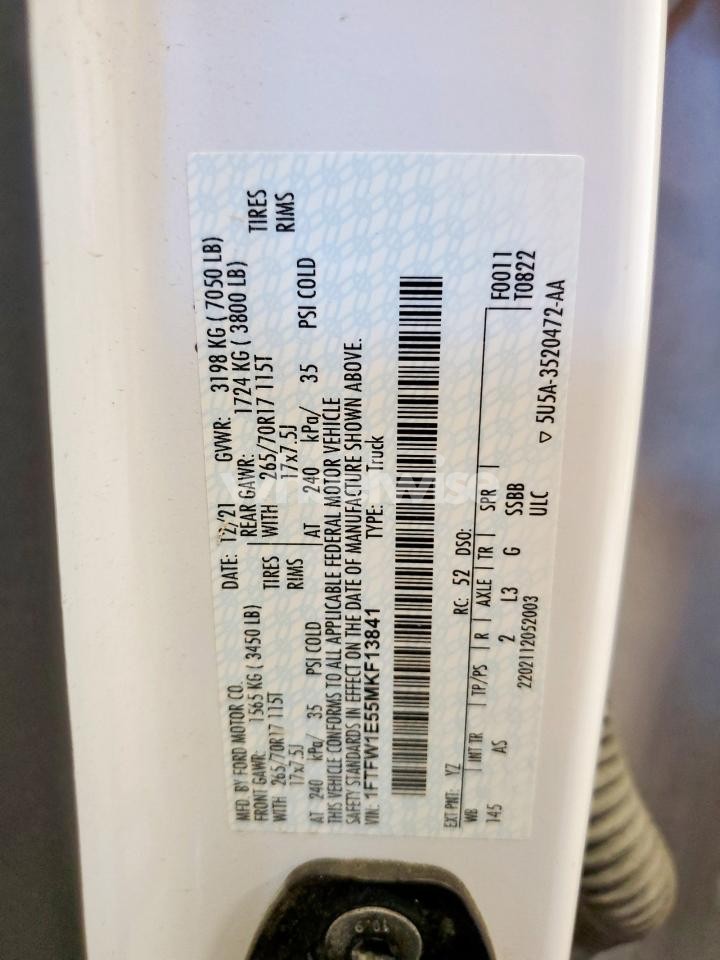 MFD. BY FORD MOTOR CO.
DATE: 12/21 GVWR: 3198 KG ( 7050 LB)
FRONT GAWR: 1565 KG ( 3450 LB) REAR GAWR: 1724 KG ( 3800 LB)
WITH 265/70R17 115T TIRES WITH 265/70R17 115T TIRES
17x7.5J RIMS 17x7.5J RIMS
AT 240 kPa/ 35 PSI COLD AT 240 kPa/ 35 PSI COLD
THIS VEHICLE CONFORMS TO ALL APPLICABLE FEDERAL MOTOR VEHICLE
SAFETY STANDARDS IN EFFECT ON THE DATE OF MANUFACTURE SHOWN ABOVE.
VIN: 1FTFW1E55MKF13841 TYPE: Truck
EXT PNT: YZ RC: 52 DSO:
WB INT TR TP/PS R AXLE TR SPR F0011
145 AS 2 L3 G SSBB T0822
2202112052003 ULC
5U5A-3520472-AA
10.9